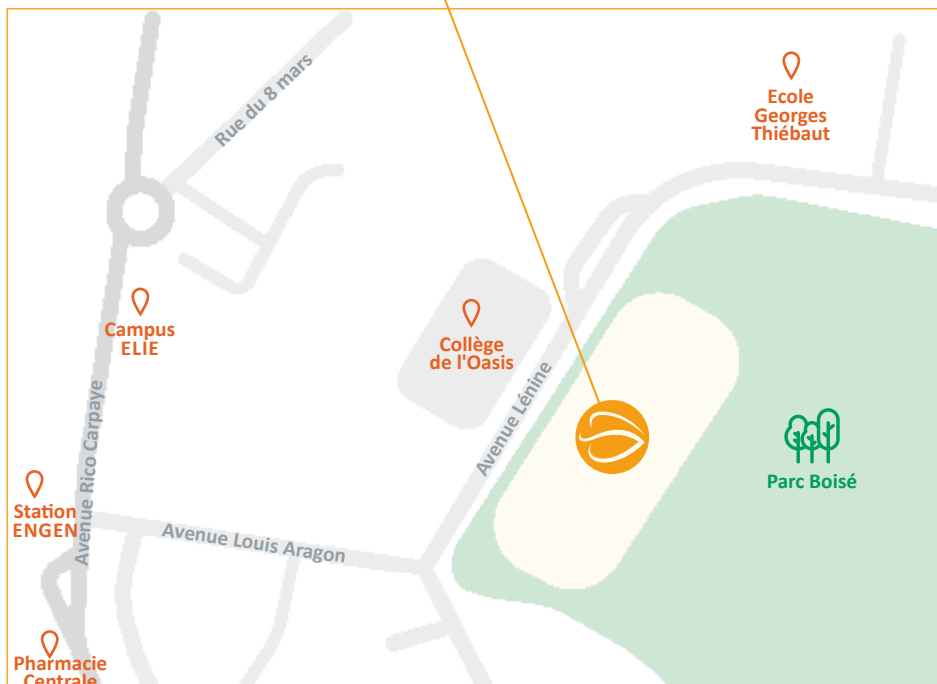 Rue du 8 mars
Ecole
Georges
Thiébaut
Campus
ELIE
Collège
de l'Oasis
Avenue Lénine
Avenue Rico Carpaye
Parc Boisé
Station
ENGEN
Avenue Louis Aragon
Pharmacie
Centrale